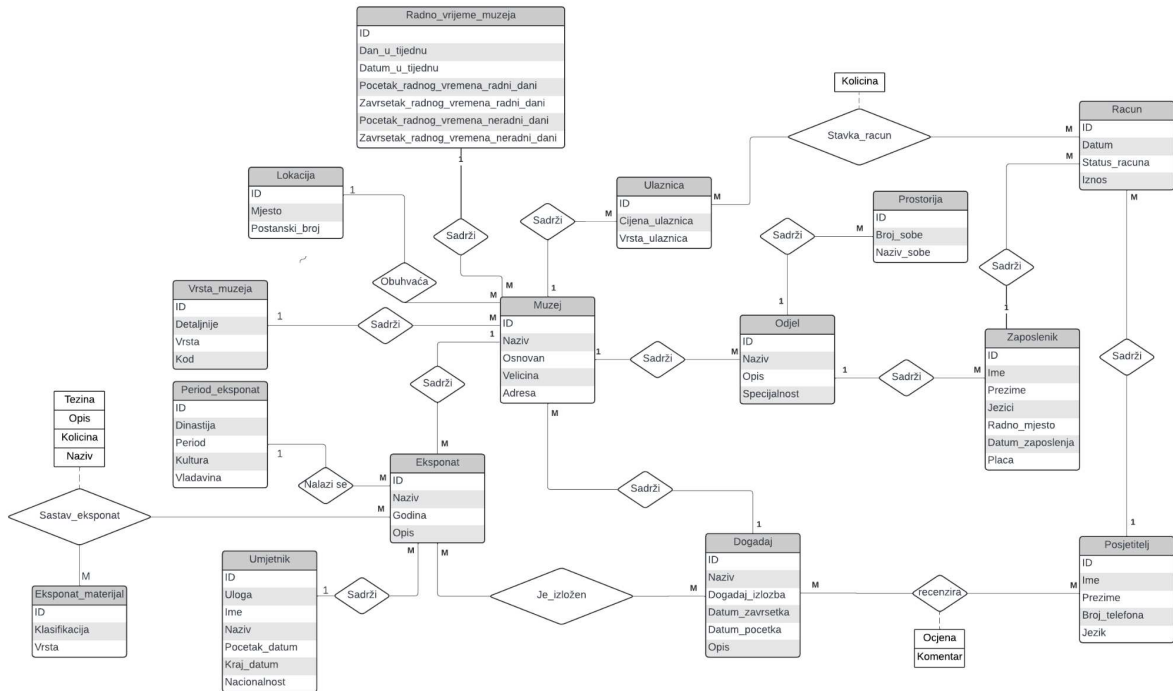 Radno_vrijeme_muzeja
ID
Dan_u_tijednu
Datum_u_tijednu
Pocetak_radnog_vremena_radni_dani
Zavrsetak_radnog_vremena_radni_dani
Pocetak_radnog_vremena_neradni_dani
Zavrsetak_radnog_vremena_neradni_dani
1
Sadrži
M
Lokacija
ID
Mjesto
Postanski_broj
1
Obuhvaća
M
Vrsta_muzeja
ID
Detaljnije
Vrsta
Kod
1
Sadrži
M
Muzej
ID
Naziv
Osnovan
Velicina
Adresa
1
Sadrži
M
Ulaznica
ID
Cijena_ulaznica
Vrsta_ulaznica
M
Kolicina
Stavka_racun
M
Racun
ID
Datum
Status_racuna
Iznos
M
Sadrži
1
Prostorija
ID
Broj_sobe
Naziv_sobe
M
Sadrži
1
Odjel
ID
Naziv
Opis
Specijalnost
1
Sadrži
M
1
Sadrži
M
Zaposlenik
ID
Ime
Prezime
Jezici
Radno_mjesto
Datum_zaposlenja
Placa
M
Sadrži
1
Period_eksponat
ID
Dinastija
Period
Kultura
Vladavina
1
Nalazi se
M
1
Sadrži
M
Eksponat
ID
Naziv
Godina
Opis
Tezina
Opis
Kolicina
Naziv
Sastav_eksponat
M
M
Eksponat_materijal
ID
Klasifikacija
Vrsta
Umjetnik
ID
Uloga
Ime
Naziv
Pocetak_datum
Kraj_datum
Nacionalnost
1
Sadrži
M
M
Je_izložen
M
M
Sadrži
1
Događaj
ID
Naziv
Dogadaj_izlozba
Datum_zavrsetka
Datum_pocetka
Opis
M
recenzira
M
Ocjena
Komentar
Posjetitelj
ID
Ime
Prezime
Broj_telefona
Jezik